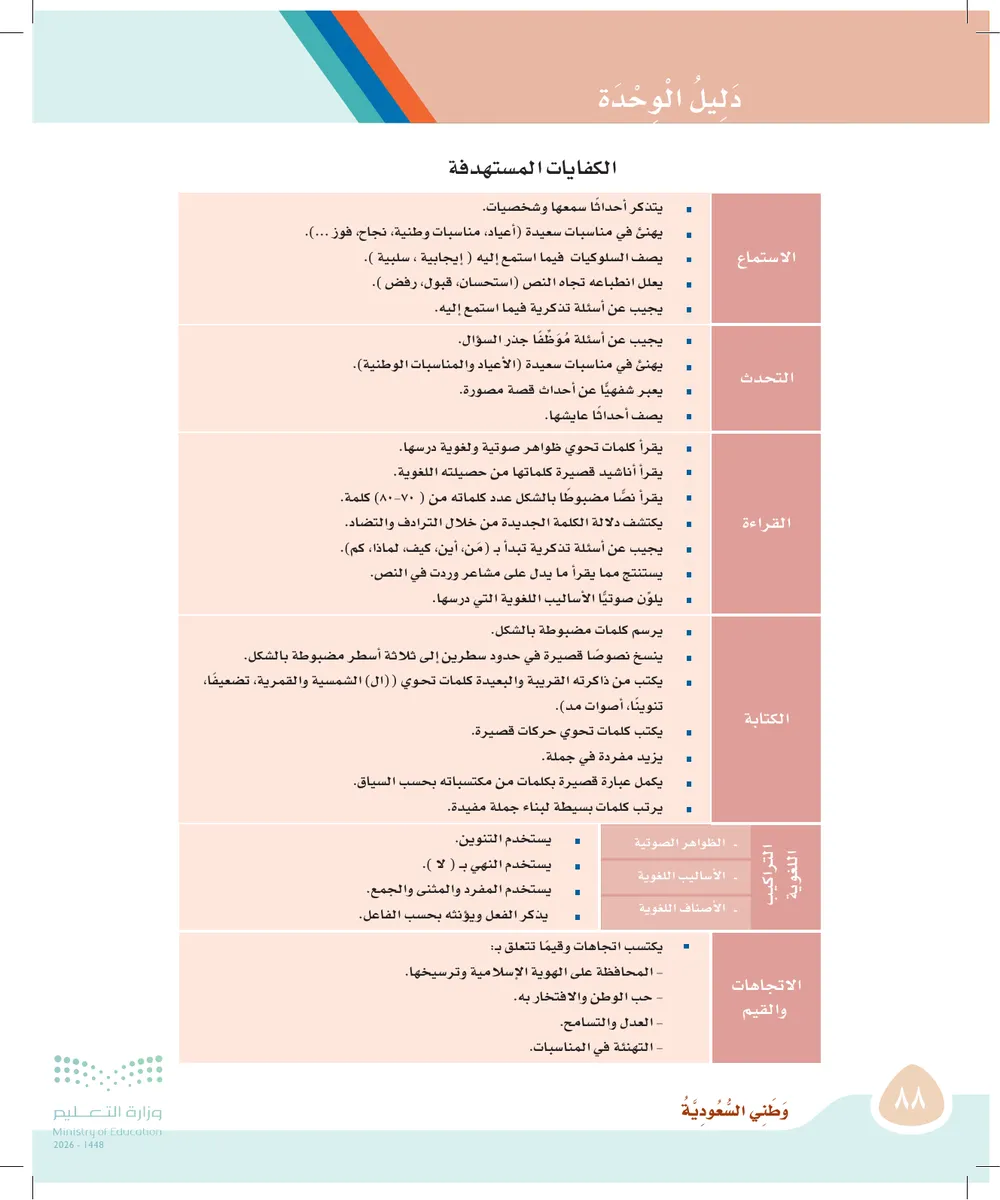 دَلِيلُ الْوِحْدَة
الكفايات المستهدفة
الاستماع
يتذكر أحداثًا سمعها وشخصيات.
يهنئ في مناسبات سعيدة (أعياد، مناسبات وطنية، نجاح، فوز ...).
يصف السلوكيات فيما استمع إليه ( إيجابية ، سلبية ).
يعلل انطباعه تجاه النص (استحسان، قبول، رفض ).
يجيب عن أسئلة تذكرية فيما استمع إليه.
التحدث
يجيب عن أسئلة مُوَظِّفًا جذر السؤال.
يهنئ في مناسبات سعيدة (الأعياد والمناسبات الوطنية).
يعبر شفهيًّا عن أحداث قصة مصورة.
يصف أحداثًا عايشها.
القراءة
يقرأ كلمات تحوي ظواهر صوتية ولغوية درسها.
يقرأ أناشيد قصيرة كلماتها من حصيلته اللغوية.
يقرأ نصًّا مضبوطًا بالشكل عدد كلماته من ( ٧٠-٨٠) كلمة.
يكتشف دلالة الكلمة الجديدة من خلال الترادف والتضاد.
يجيب عن أسئلة تذكرية تبدأ بـ (مَن، أين، كيف، لماذا، كم).
يستنتج مما يقرأ ما يدل على مشاعر وردت في النص.
يلوّن صوتيًّا الأساليب اللغوية التي درسها.
الكتابة
يرسم كلمات مضبوطة بالشكل.
ينسخ نصوصًا قصيرة في حدود سطرين إلى ثلاثة أسطر مضبوطة بالشكل.
يكتب من ذاكرته القريبة والبعيدة كلمات تحوي ((ال) الشمسية والقمرية، تضعيفًا،
تنوينًا، أصوات مد).
يكتب كلمات تحوي حركات قصيرة.
يزيد مفردة في جملة.
يكمل عبارة قصيرة بكلمات من مكتسباته بحسب السياق.
يرتب كلمات بسيطة لبناء جملة مفيدة.
التراكيب
اللغوية
- الظواهر الصوتية
- الأساليب اللغوية
- الأصناف اللغوية
يستخدم التنوين.
يستخدم النهي بـ ( لا ).
يستخدم المفرد والمثنى والجمع.
يذكر الفعل ويؤنثه بحسب الفاعل.
الاتجاهات
والقيم
يكتسب اتجاهات وقيمًا تتعلق بـ:
– المحافظة على الهوية الإسلامية وترسيخها.
– حب الوطن والافتخار به.
– العدل والتسامح.
– التهنئة في المناسبات.
وزارة التعـــليم
Ministry of Education
2026 - 1448
وَطَنِي السُّعُودِيَّةُ
٨٨